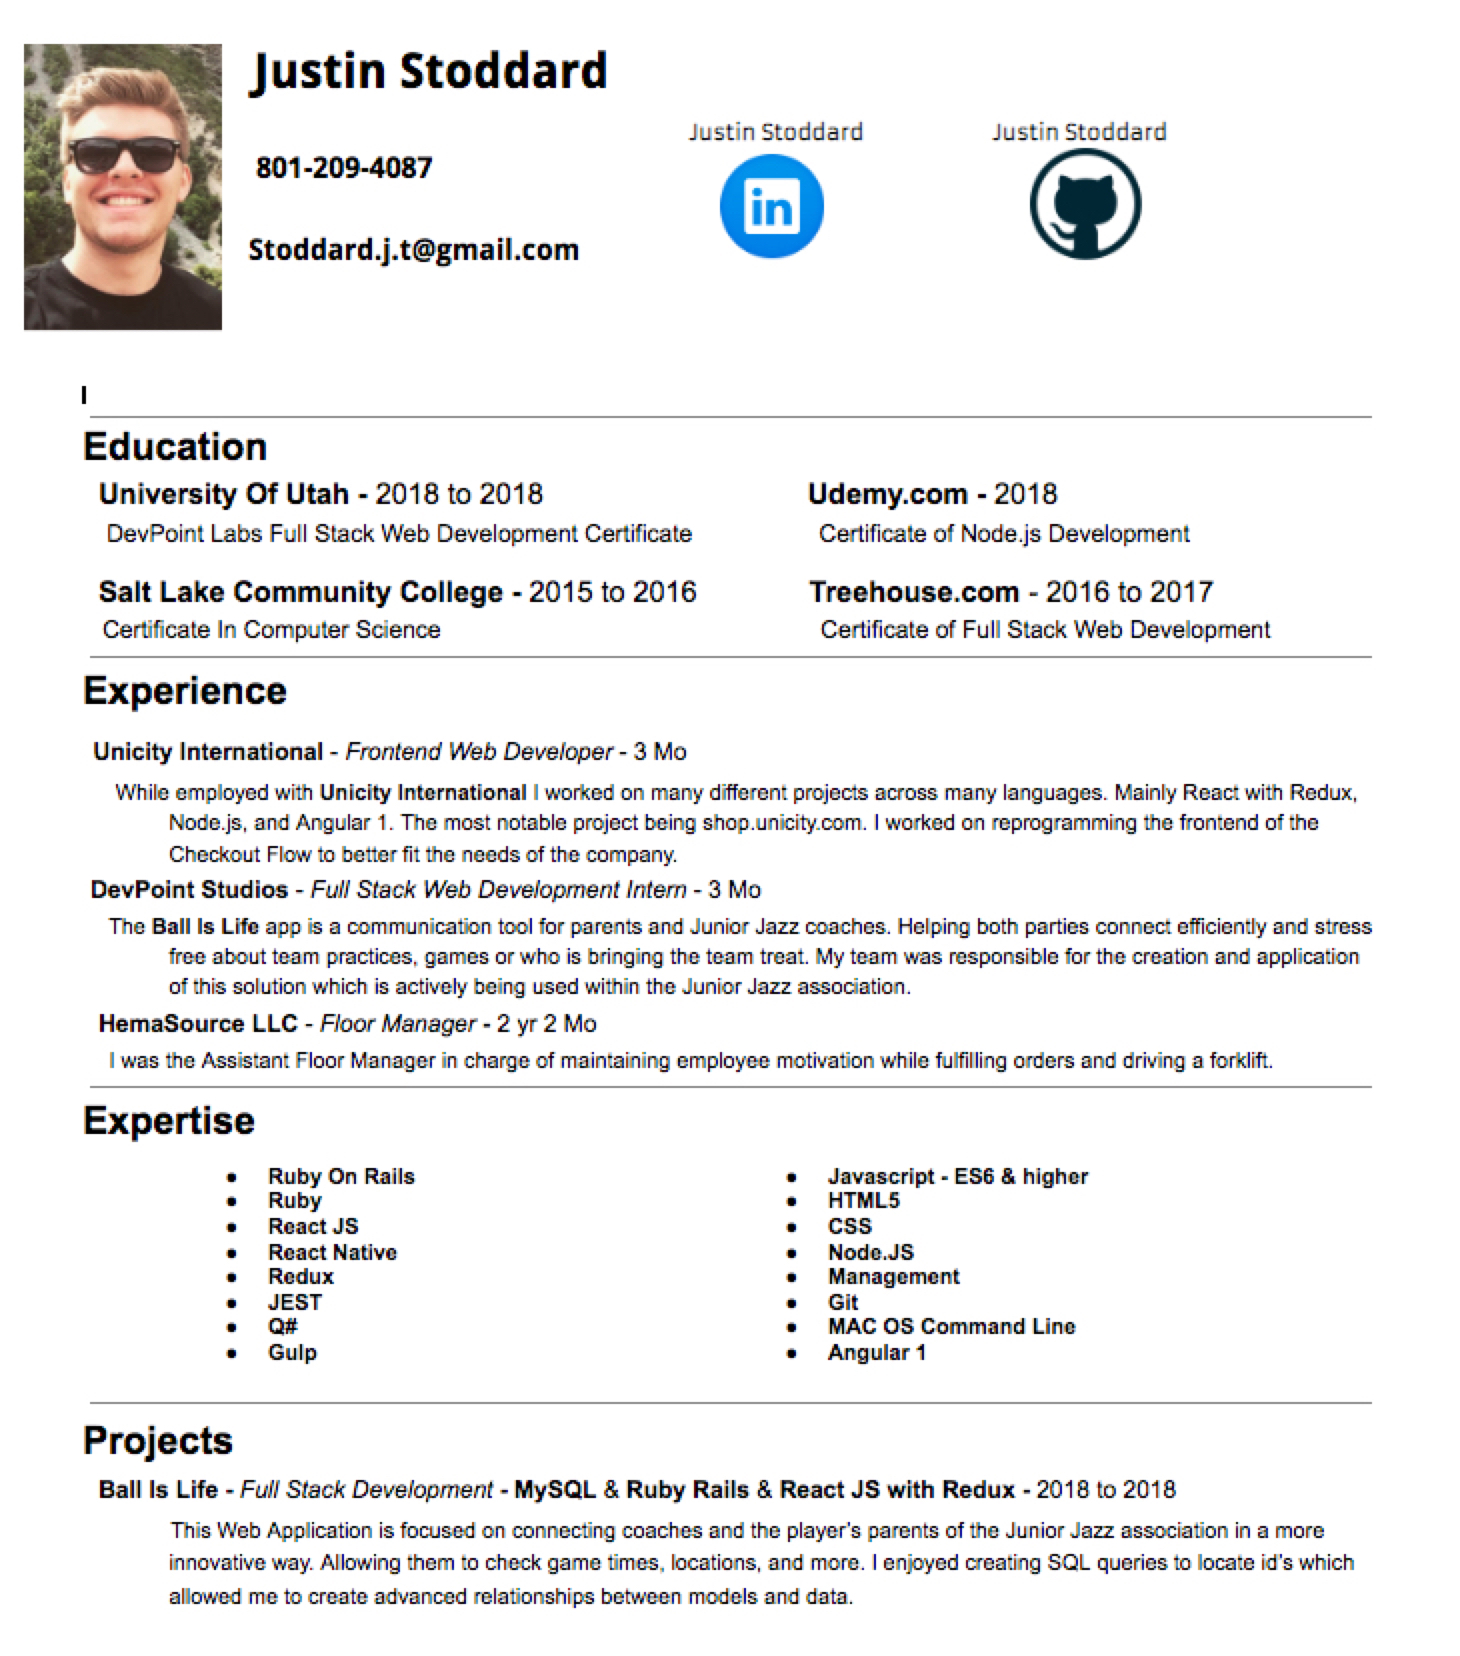 Justin Stoddard
801-209-4087
Stoddard.j.t@gmail.com
Justin Stoddard
in
Justin Stoddard
Education
University Of Utah - 2018 to 2018
DevPoint Labs Full Stack Web Development Certificate
Udemy.com - 2018
Certificate of Node.js Development
Salt Lake Community College - 2015 to 2016
Certificate In Computer Science
Treehouse.com - 2016 to 2017
Certificate of Full Stack Web Development
Experience
Unicity International - Frontend Web Developer - 3 Mo
While employed with Unicity International I worked on many different projects across many languages. Mainly React with Redux,
Node.js, and Angular 1. The most notable project being shop.unicity.com. I worked on reprogramming the frontend of the
Checkout Flow to better fit the needs of the company.
DevPoint Studios - Full Stack Web Development Intern - 3 Mo
The Ball Is Life app is a communication tool for parents and Junior Jazz coaches. Helping both parties connect efficiently and stress
free about team practices, games or who is bringing the team treat. My team was responsible for the creation and application
of this solution which is actively being used within the Junior Jazz association.
HemaSource LLC - Floor Manager - 2 yr 2 Mo
I was the Assistant Floor Manager in charge of maintaining employee motivation while fulfilling orders and driving a forklift.
Expertise
● Ruby On Rails
● Ruby
● React JS
● React Native
● Redux
● JEST
● Q#
● Gulp
● Javascript - ES6 & higher
● HTML5
● CSS
● Node.JS
● Management
● Git
● MAC OS Command Line
● Angular 1
Projects
Ball Is Life - Full Stack Development - MySQL & Ruby Rails & React JS with Redux - 2018 to 2018
This Web Application is focused on connecting coaches and the player's parents of the Junior Jazz association in a more
innovative way. Allowing them to check game times, locations, and more. I enjoyed creating SQL queries to locate id's which
allowed me to create advanced relationships between models and data.